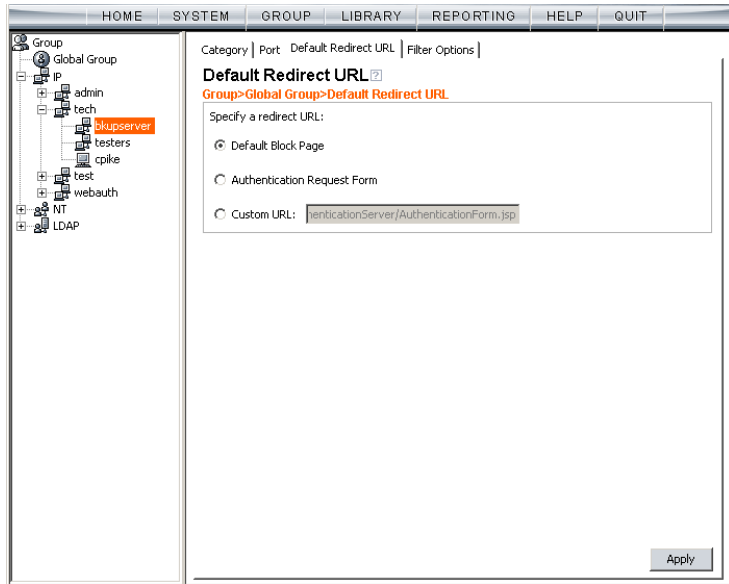 HOME SYSTEM GROUP LIBRARY REPORTING HELP QUIT
Group
Global Group
IP
admin
tech
bkupserver
testers
cpike
test
webauth
NT
LDAP
Category Port Default Redirect URL Filter Options
Default Redirect URL ?
Group>Global Group>Default Redirect URL
Specify a redirect URL:
Default Block Page
Authentication Request Form
Custom URL: henticationServer/AuthenticationForm.jsp
Apply